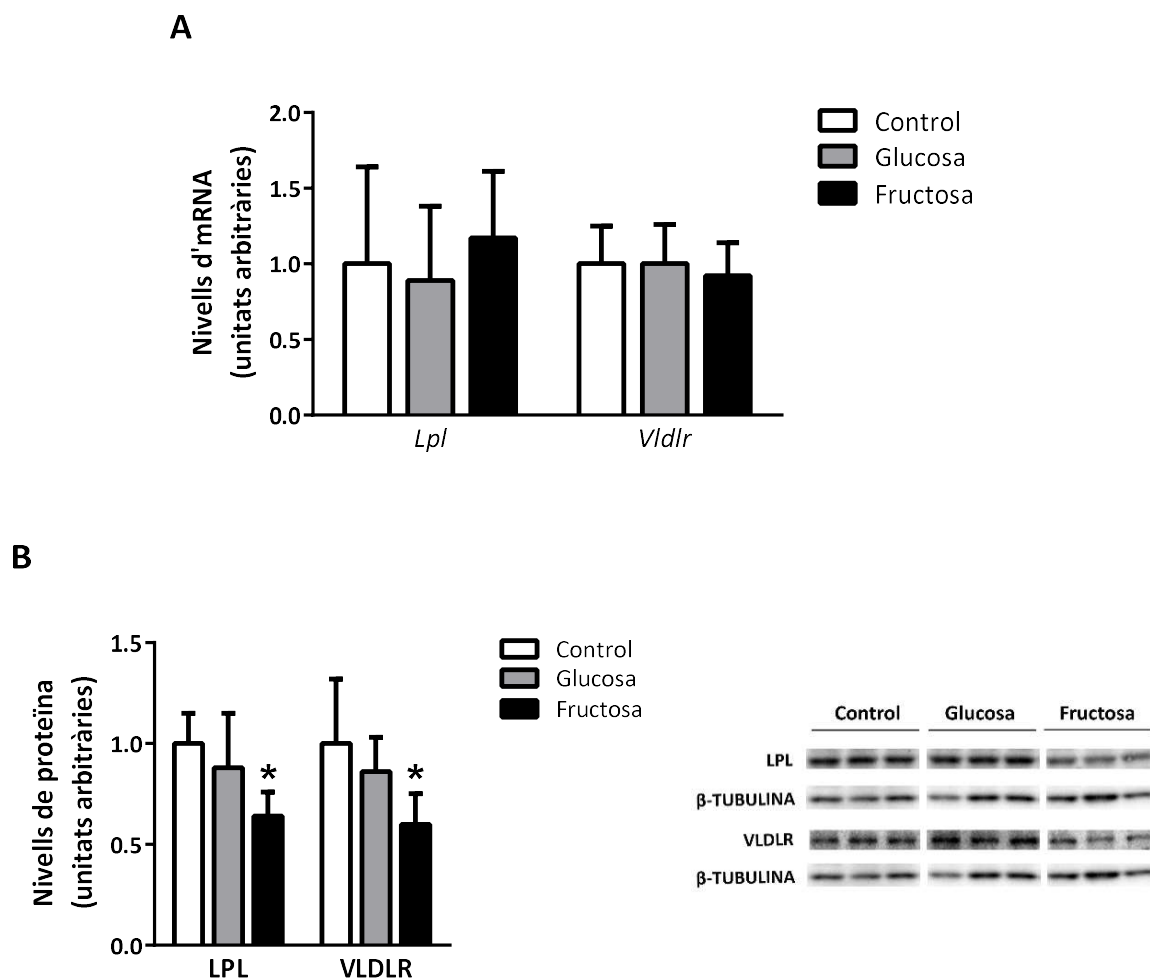 A
2.0
1.5
1.0
0.5
0.0
Nivells d'mRNA
(unitats arbitràries)
Lpl
Vldlr
Control
Glucosa
Fructosa
B
1.5
1.0
0.5
0.0
Nivells de proteïna
(unitats arbitràries)
*
*
LPL
VLDLR
Control
Glucosa
Fructosa
Control Glucosa Fructosa
LPL
β-TUBULINA
VLDLR
β-TUBULINA